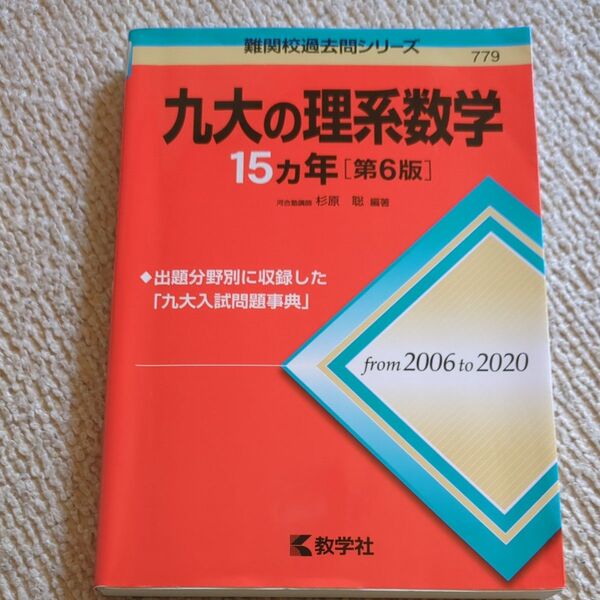 難関校過去問シリーズ
779
九大の理系数学
15カ年[第6版]
河合塾講師 杉原 聡 編著
◆出題分野別に収録した
「九大入試問題事典」
from 2006 to 2020
教学社